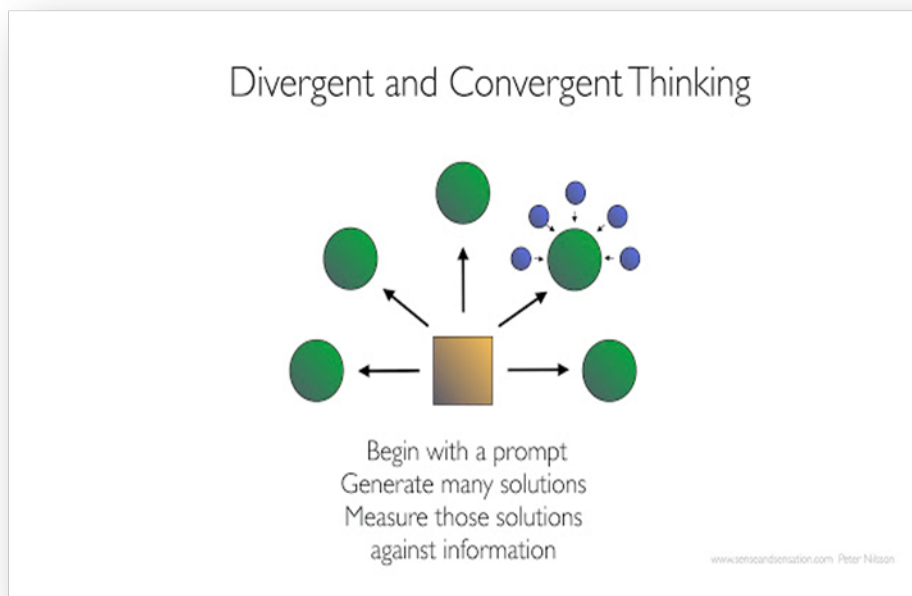 Divergent and Convergent Thinking
Begin with a prompt
Generate many solutions
Measure those solutions
against information
www.senseandsensation.com Peter Nilsson